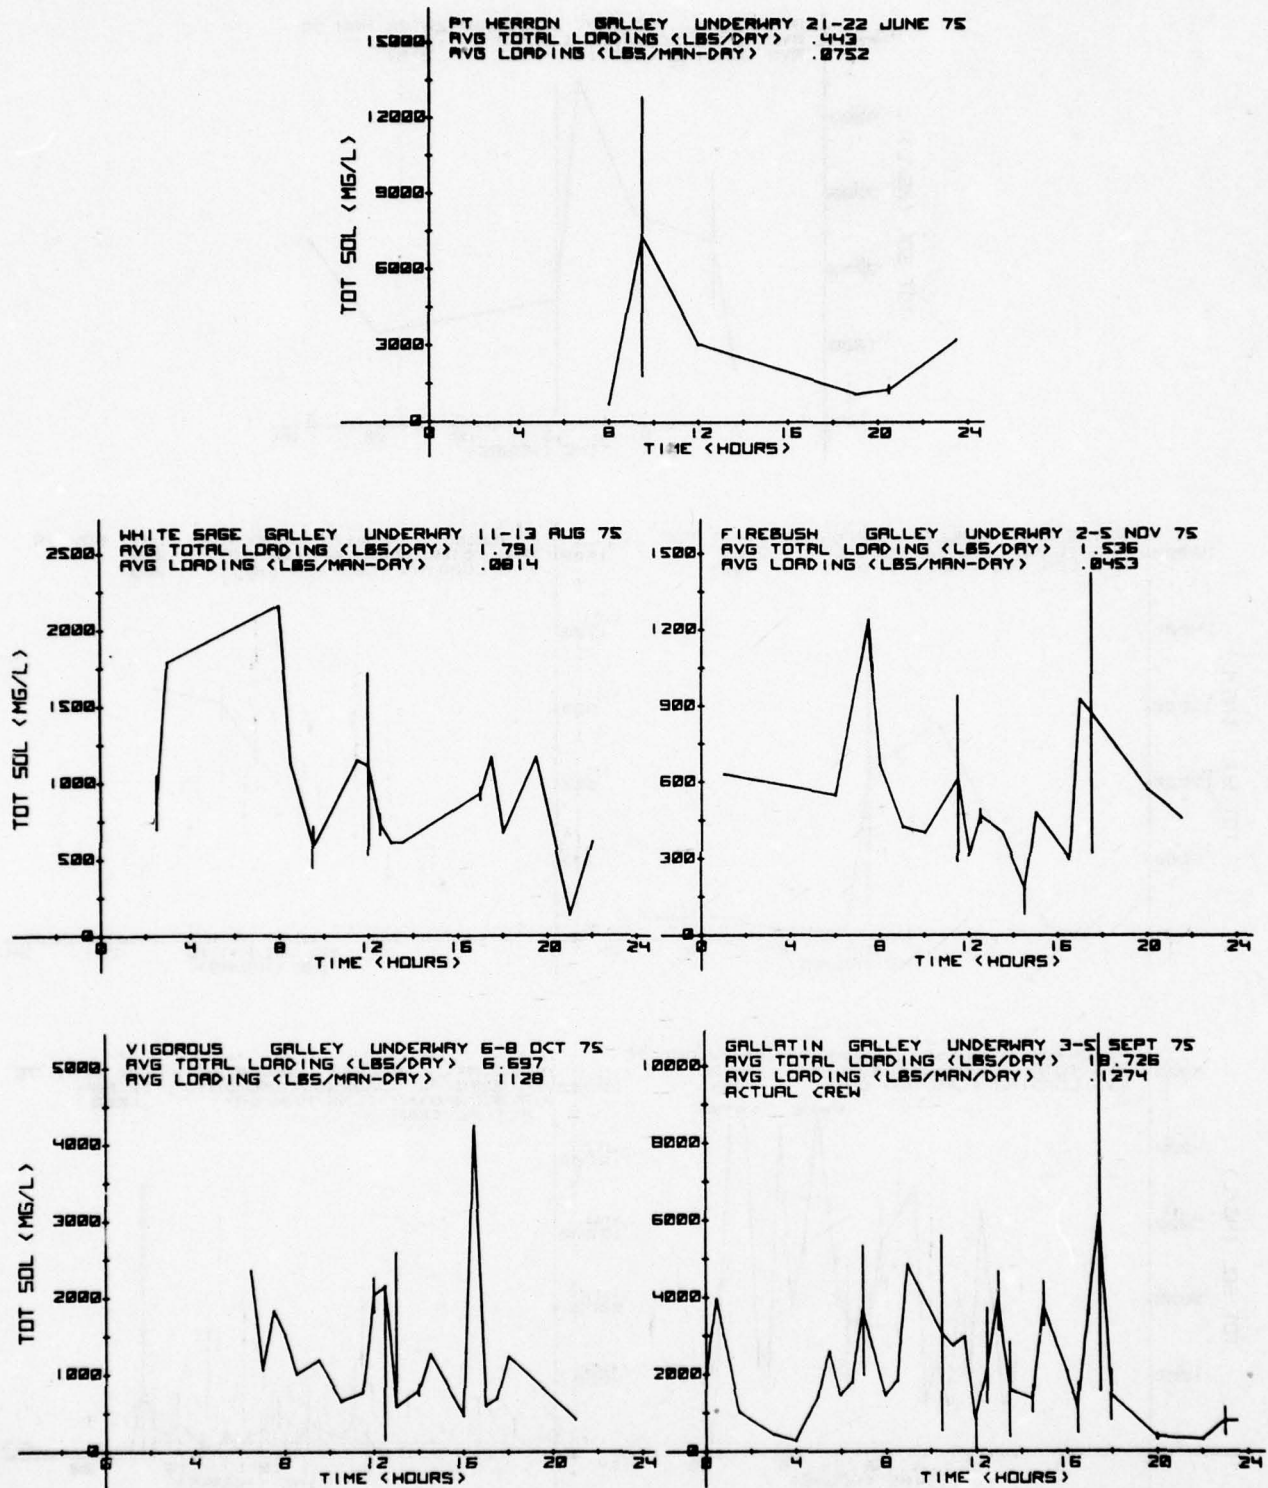 PT HERRON GALLEY UNDERWAY 21-22 JUNE 75
AVG TOTAL LOADING <LBS/DAY> .443
AVG LOADING <LBS/MAN-DAY> .0752
15000
12000
9000
6000
3000
0
TOT SOL <MG/L>
0 4 8 12 16 20 24
TIME <HOURS>
WHITE SAGE GALLEY UNDERWAY 11-13 AUG 75
AVG TOTAL LOADING <LBS/DAY> 1.791
AVG LOADING <LBS/MAN-DAY> .0814
2500
2000
1500
1000
500
0
TOT SOL <MG/L>
0 4 8 12 16 20 24
TIME <HOURS>
FIREBUSH GALLEY UNDERWAY 2-5 NOV 75
AVG TOTAL LOADING <LBS/DAY> 1.536
AVG LOADING <LBS/MAN-DAY> .0453
1500
1200
900
600
300
0
0 4 8 12 16 20 24
TIME <HOURS>
VIGOROUS GALLEY UNDERWAY 6-8 OCT 75
AVG TOTAL LOADING <LBS/DAY> 6.697
AVG LOADING <LBS/MAN-DAY> .1128
5000
4000
3000
2000
1000
0
TOT SOL <MG/L>
0 4 8 12 16 20 24
TIME <HOURS>
GALLATIN GALLEY UNDERWAY 3-5 SEPT 75
AVG TOTAL LOADING <LBS/DAY> 18.726
AVG LOADING <LBS/MAN/DAY> .1274
ACTUAL CREW
10000
8000
6000
4000
2000
0
0 4 8 12 16 20 24
TIME <HOURS>